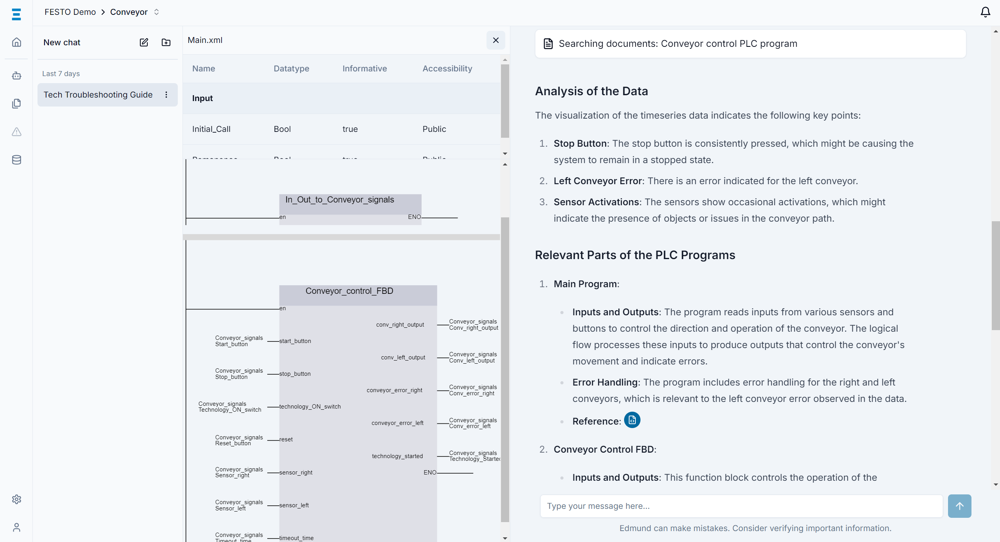 FESTO Demo > Conveyor
New chat
Last 7 days
Tech Troubleshooting Guide
Main.xml
Name Datatype Informative Accessibility
Input
Initial_Call Bool true Public
In_Out_to_Conveyor_signals
en ENO
Conveyor_control_FBD
en
conv_right_output
Conveyor_signals
Conv_right_output
Conveyor_signals
Start_button
start_button
conv_left_output
Conveyor_signals
Conv_left_output
Conveyor_signals
Stop_button
stop_button
conveyor_error_right
Conveyor_signals
Conv_error_right
Conveyor_signals
Technology_ON_switch
technology_ON_switch
conveyor_error_left
Conveyor_signals
Conv_error_left
Conveyor_signals
Reset_button
reset
technology_started
Conveyor_signals
Technology_Started
Conveyor_signals
Sensor_right
sensor_right
ENO
Conveyor_signals
Sensor_left
sensor_left
Conveyor_signals
Timeout_time
timeout_time
Searching documents: Conveyor control PLC program
Analysis of the Data
The visualization of the timeseries data indicates the following key points:
1. Stop Button: The stop button is consistently pressed, which might be causing the
system to remain in a stopped state.
2. Left Conveyor Error: There is an error indicated for the left conveyor.
3. Sensor Activations: The sensors show occasional activations, which might
indicate the presence of objects or issues in the conveyor path.
Relevant Parts of the PLC Programs
1. Main Program:
Inputs and Outputs: The program reads inputs from various sensors and
buttons to control the direction and operation of the conveyor. The logical
flow processes these inputs to produce outputs that control the conveyor's
movement and indicate errors.
Error Handling: The program includes error handling for the right and left
conveyors, which is relevant to the left conveyor error observed in the data.
Reference:
2. Conveyor Control FBD:
Inputs and Outputs: This function block controls the operation of the
Type your message here...
Edmund can make mistakes. Consider verifying important information.